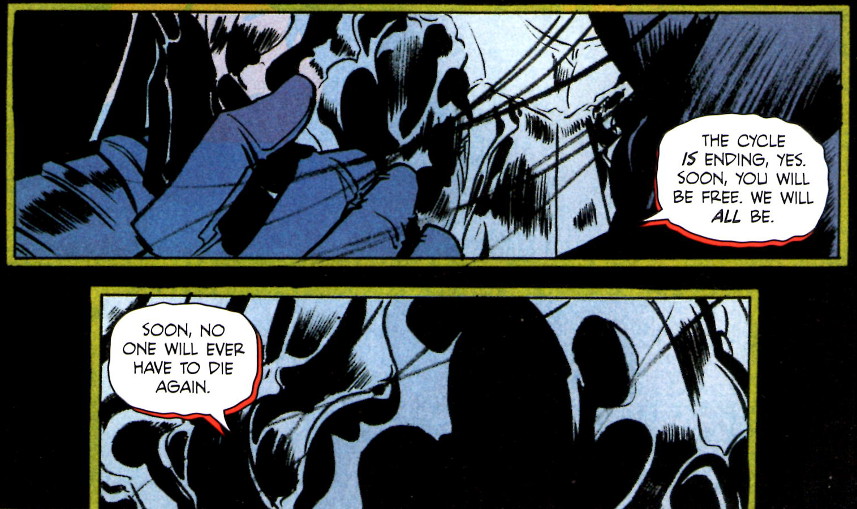 THE CYCLE
IS ENDING, YES.
SOON, YOU WILL
BE FREE. WE WILL
ALL BE.
SOON, NO
ONE WILL EVER
HAVE TO DIE
AGAIN.